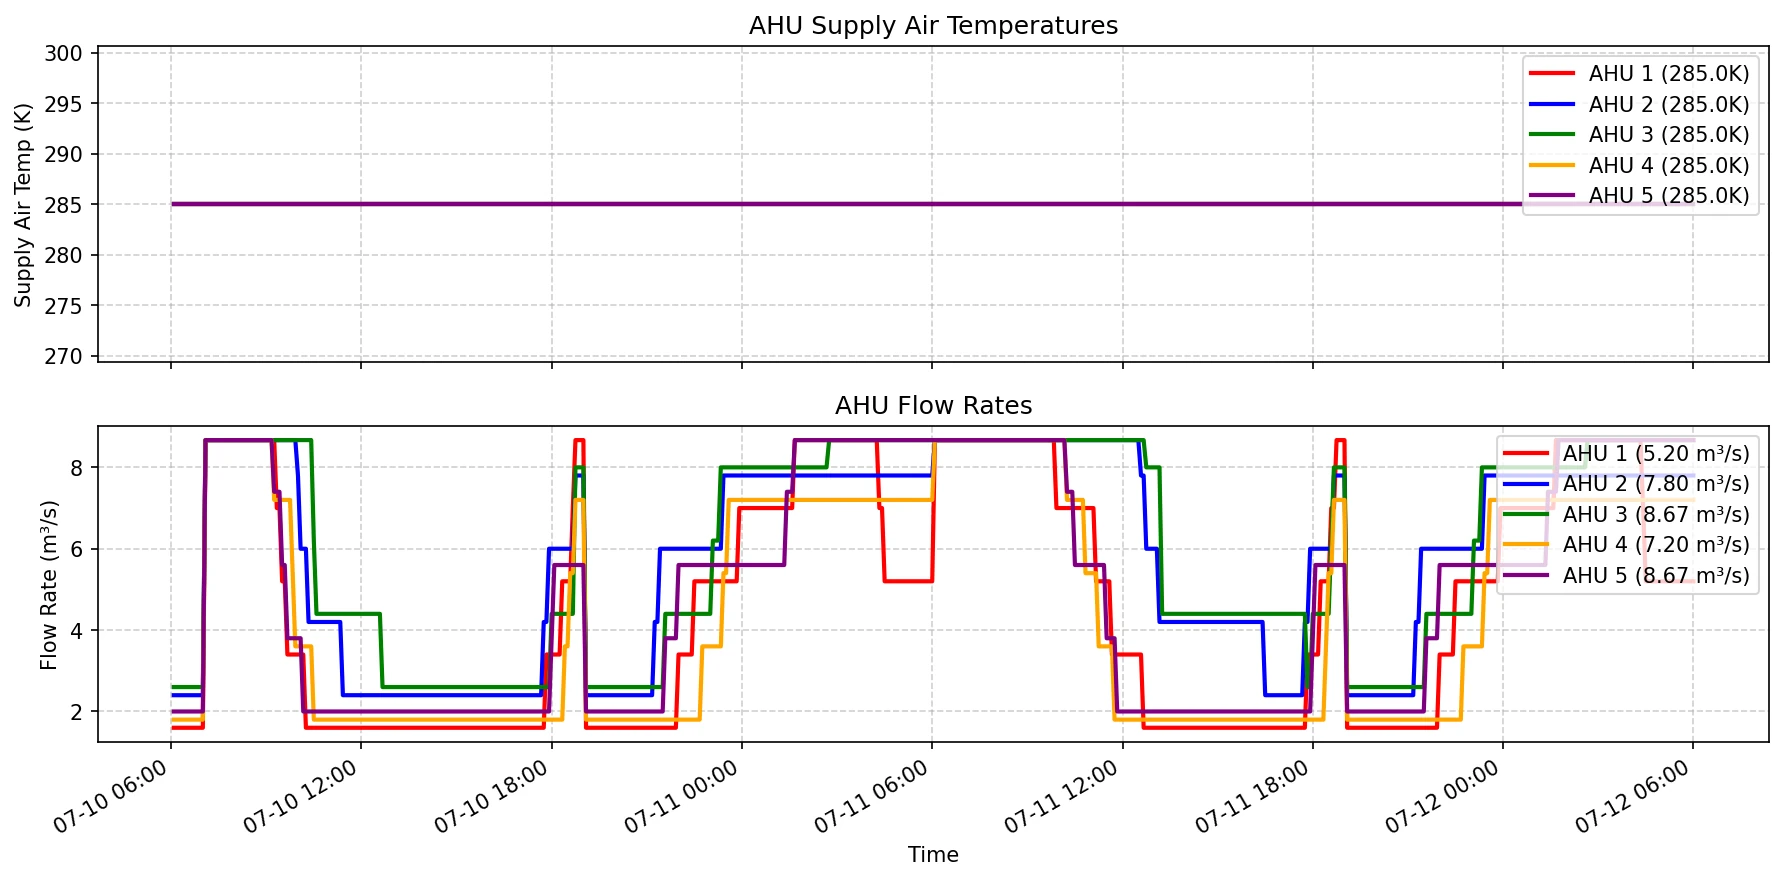 AHU Supply Air Temperatures
Supply Air Temp (K)
300
295
290
285
280
275
270
AHU 1 (285.0K)
AHU 2 (285.0K)
AHU 3 (285.0K)
AHU 4 (285.0K)
AHU 5 (285.0K)
AHU Flow Rates
Flow Rate (m³/s)
8
6
4
2
AHU 1 (5.20 m³/s)
AHU 2 (7.80 m³/s)
AHU 3 (8.67 m³/s)
AHU 4 (7.20 m³/s)
AHU 5 (8.67 m³/s)
07-10 06:00
07-10 12:00
07-10 18:00
07-11 00:00
07-11 06:00
07-11 12:00
07-11 18:00
07-12 00:00
07-12 06:00
Time